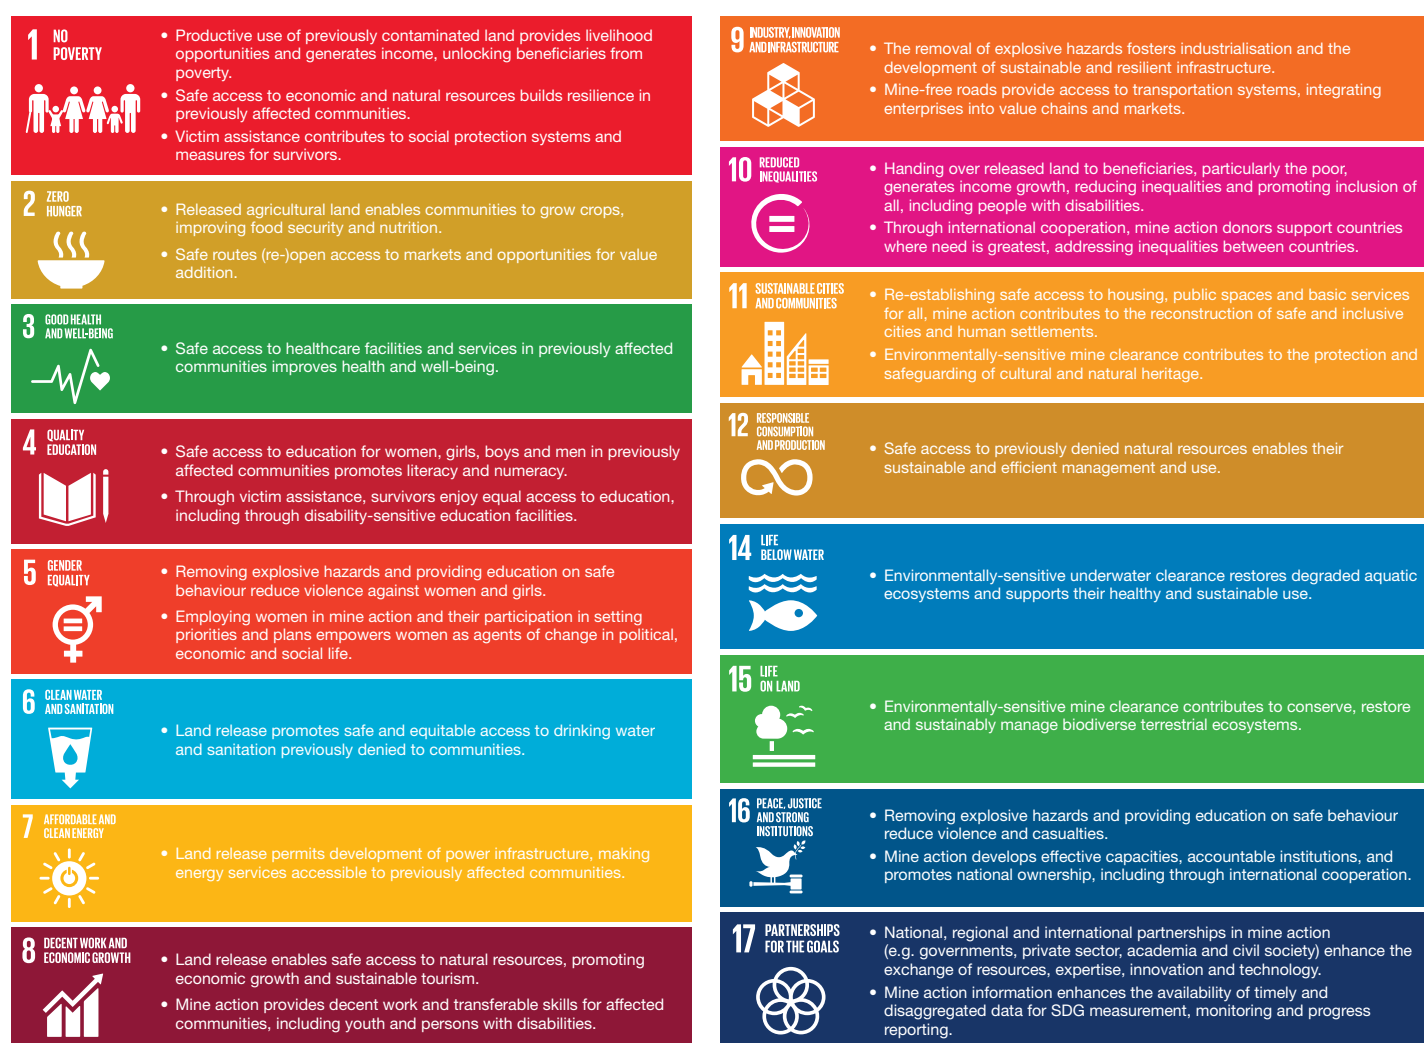 1 NO
POVERTY
• Productive use of previously contaminated land provides livelihood
opportunities and generates income, unlocking beneficiaries from
poverty.
• Safe access to economic and natural resources builds resilience in
previously affected communities.
• Victim assistance contributes to social protection systems and
measures for survivors.
2 ZERO
HUNGER
• Released agricultural land enables communities to grow crops,
improving food security and nutrition.
• Safe routes (re-)open access to markets and opportunities for value
addition.
3 GOOD HEALTH
AND WELL-BEING
• Safe access to healthcare facilities and services in previously affected
communities improves health and well-being.
4 QUALITY
EDUCATION
• Safe access to education for women, girls, boys and men in previously
affected communities promotes literacy and numeracy.
• Through victim assistance, survivors enjoy equal access to education,
including through disability-sensitive education facilities.
5 GENDER
EQUALITY
• Removing explosive hazards and providing education on safe
behaviour reduce violence against women and girls.
• Employing women in mine action and their participation in setting
priorities and plans empowers women as agents of change in political,
economic and social life.
6 CLEAN WATER
AND SANITATION
• Land release promotes safe and equitable access to drinking water
and sanitation previously denied to communities.
7 AFFORDABLE AND
CLEAN ENERGY
• Land release permits development of power infrastructure, making
energy services accessible to previously affected communities.
8 DECENT WORK AND
ECONOMIC GROWTH
• Land release enables safe access to natural resources, promoting
economic growth and sustainable tourism.
• Mine action provides decent work and transferable skills for affected
communities, including youth and persons with disabilities.
9 INDUSTRY, INNOVATION
AND INFRASTRUCTURE
• The removal of explosive hazards fosters industrialisation and the
development of sustainable and resilient infrastructure.
• Mine-free roads provide access to transportation systems, integrating
enterprises into value chains and markets.
10 REDUCED
INEQUALITIES
• Handing over released land to beneficiaries, particularly the poor,
generates income growth, reducing inequalities and promoting inclusion of
all, including people with disabilities.
• Through international cooperation, mine action donors support countries
where need is greatest, addressing inequalities between countries.
11 SUSTAINABLE CITIES
AND COMMUNITIES
• Re-establishing safe access to housing, public spaces and basic services
for all, mine action contributes to the reconstruction of safe and inclusive
cities and human settlements.
• Environmentally-sensitive mine clearance contributes to the protection and
safeguarding of cultural and natural heritage.
12 RESPONSIBLE
CONSUMPTION
AND PRODUCTION
• Safe access to previously denied natural resources enables their
sustainable and efficient management and use.
14 LIFE
BELOW WATER
• Environmentally-sensitive underwater clearance restores degraded aquatic
ecosystems and supports their healthy and sustainable use.
15 LIFE
ON LAND
• Environmentally-sensitive mine clearance contributes to conserve, restore
and sustainably manage biodiverse terrestrial ecosystems.
16 PEACE, JUSTICE
AND STRONG
INSTITUTIONS
• Removing explosive hazards and providing education on safe behaviour
reduce violence and casualties.
• Mine action develops effective capacities, accountable institutions, and
promotes national ownership, including through international cooperation.
17 PARTNERSHIPS
FOR THE GOALS
• National, regional and international partnerships in mine action
(e.g. governments, private sector, academia and civil society) enhance the
exchange of resources, expertise, innovation and technology.
• Mine action information enhances the availability of timely and
disaggregated data for SDG measurement, monitoring and progress
reporting.